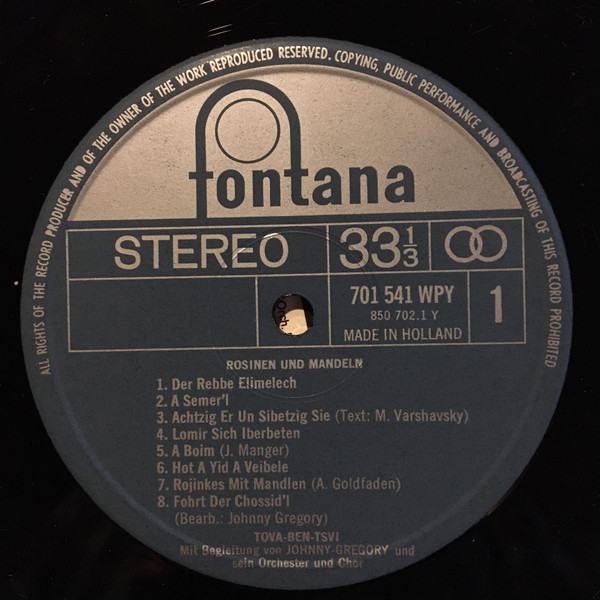 ALL RIGHTS OF THE RECORD PRODUCER AND OF THE OWNER OF THE WORK REPRODUCED RESERVED. COPYING, PUBLIC PERFORMANCE AND BROADCASTING OF THIS RECORD PROHIBITED
fontana
STEREO 33 1/3
701 541 WPY 1
850 702.1 Y
MADE IN HOLLAND
ROSINEN UND MANDELN
1. Der Rebbe Elimelech
2. A Semer'l
3. Achtzig Er Un Sibetzig Sie (Text: M. Varshavsky)
4. Lomir Sich Iberbeten
5. A Boim (J. Manger)
6. Hot A Yid A Veibele
7. Rojinkes Mit Mandlen (A. Goldfaden)
8. Fohrt Der Chossid'l
(Bearb.: Johnny Gregory)
TOVA-BEN-TSVI
Mit Begleitung von JOHNNY-GREGORY und
sein Orchester und Chor